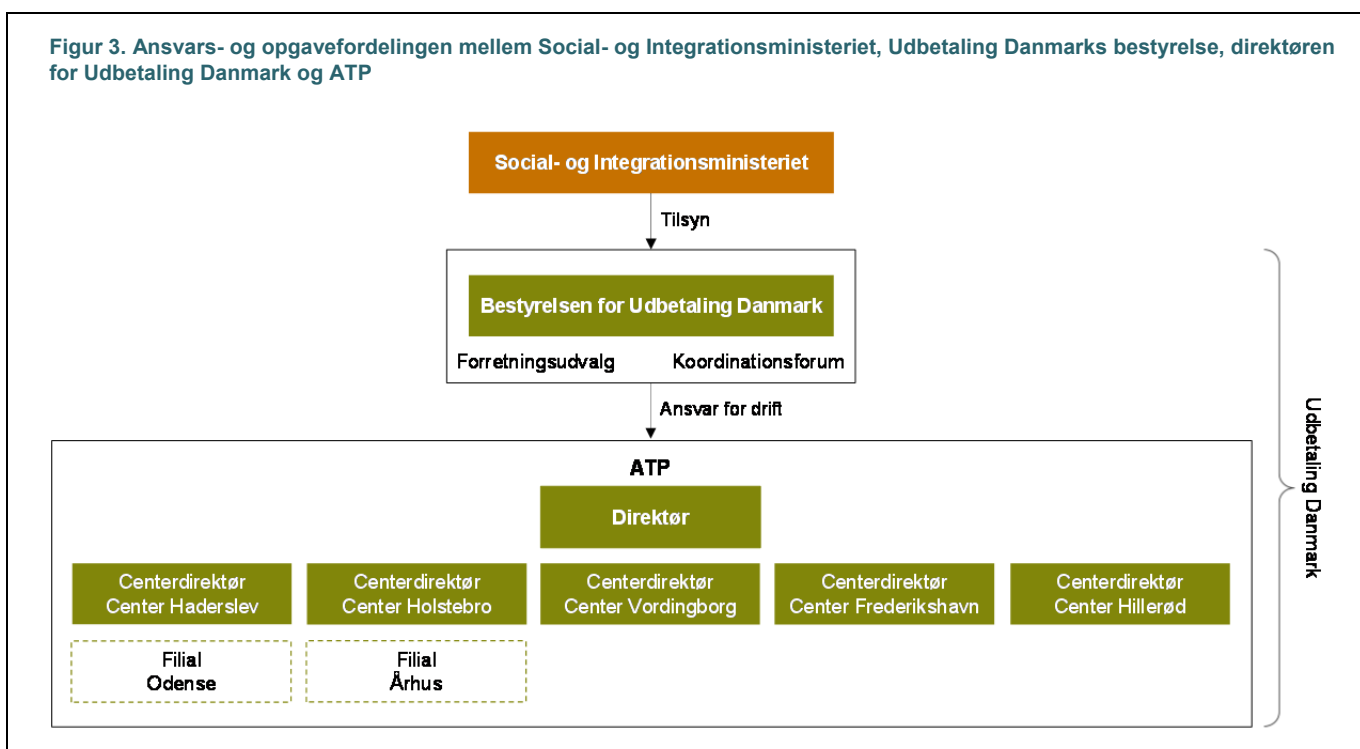 Figur 3. Ansvars- og opgavefordelingen mellem Social- og Integrationsministeriet, Udbetaling Danmarks bestyrelse, direktøren
for Udbetaling Danmark og ATP
Social- og Integrationsministeriet
Tilsyn
Bestyrelsen for Udbetaling Danmark
Forretningsudvalg
Koordinationsforum
Ansvar for drift
Udbetaling Danmark
ATP
Direktør
Centerdirektør
Center Haderslev
Centerdirektør
Center Holstebro
Centerdirektør
Center Vordingborg
Centerdirektør
Center Frederikshavn
Centerdirektør
Center Hillerød
Filial
Odense
Filial
Århus